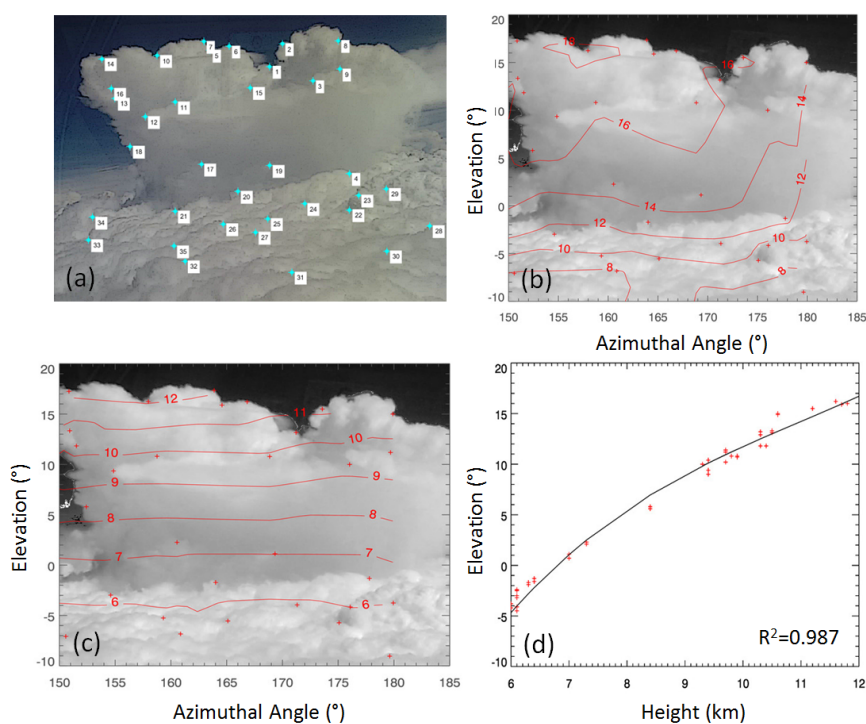 7 6 2 8
10 5
14 1 9
16 3
13 11 15
12
18
17 19
4
20 23 29
21 24 22
34 26 25 28
33 27
35 30
32
31
(a)
Elevation (°)
20
15
10
5
0
-5
-10
18 16
14
16
12
14
12 10
10
8 8
(b)
150 155 160 165 170 175 180 185
Azimuthal Angle (°)
Elevation (°)
20
15
10
5
0
-5
-10
12 11
10 10
9 9
8 8
7 7
6 6
(c)
150 155 160 165 170 175 180 185
Azimuthal Angle (°)
Elevation (°)
20
15
10
5
0
-5
-10
(d)
R²=0.987
6 7 8 9 10 11 12
Height (km)